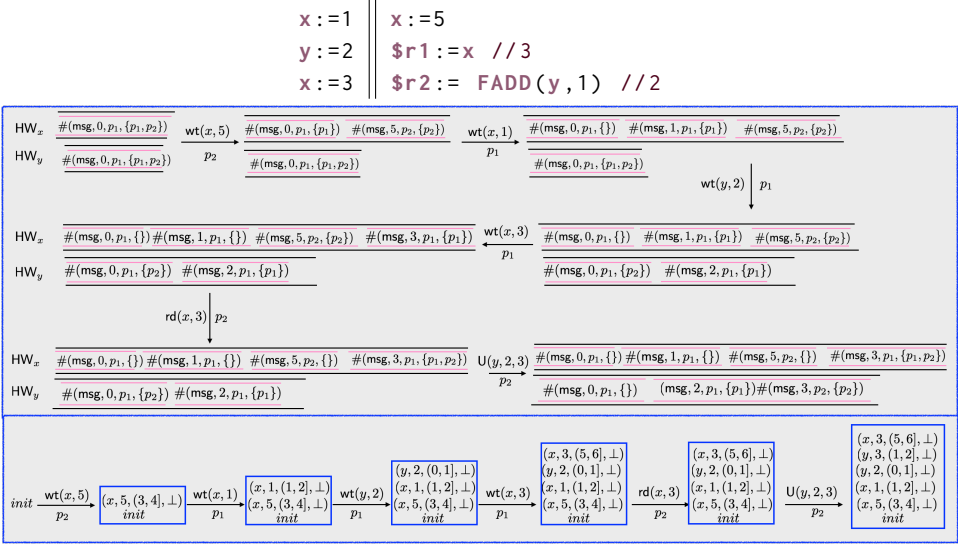 x:=1 x:=5
y:=2 $r1:=x //3
x:=3 $r2:= FADD(y,1) //2
HW_x #(msg, 0, p_1, {p_1, p_2}) wt(x, 5) p_2 #(msg, 0, p_1, {p_1}) #(msg, 5, p_2, {p_2}) wt(x, 1) p_1 #(msg, 0, p_1, {}) #(msg, 1, p_1, {p_1}) #(msg, 5, p_2, {p_2})
HW_y #(msg, 0, p_1, {p_1, p_2}) #(msg, 0, p_1, {p_1, p_2}) #(msg, 0, p_1, {p_1, p_2})
wt(y, 2) p_1
HW_x #(msg, 0, p_1, {}) #(msg, 1, p_1, {}) #(msg, 5, p_2, {p_2}) #(msg, 3, p_1, {p_1}) wt(x, 3) p_1 #(msg, 0, p_1, {}) #(msg, 1, p_1, {p_1}) #(msg, 5, p_2, {p_2})
HW_y #(msg, 0, p_1, {p_2}) #(msg, 2, p_1, {p_1}) #(msg, 0, p_1, {p_2}) #(msg, 2, p_1, {p_1})
rd(x, 3) p_2
HW_x #(msg, 0, p_1, {}) #(msg, 1, p_1, {}) #(msg, 5, p_2, {}) #(msg, 3, p_1, {p_1, p_2}) U(y, 2, 3) p_2 #(msg, 0, p_1, {}) #(msg, 1, p_1, {}) #(msg, 5, p_2, {}) #(msg, 3, p_1, {p_1, p_2})
HW_y #(msg, 0, p_1, {p_2}) #(msg, 2, p_1, {p_1}) #(msg, 0, p_1, {}) (msg, 2, p_1, {p_1})#(msg, 3, p_2, {p_2})
init
wt(x, 5)
p_2
(x, 5, (3, 4], ⊥)
init
wt(x, 1)
p_1
(x, 1, (1, 2], ⊥)
(x, 5, (3, 4], ⊥)
init
wt(y, 2)
p_1
(y, 2, (0, 1], ⊥)
(x, 1, (1, 2], ⊥)
(x, 5, (3, 4], ⊥)
init
wt(x, 3)
p_1
(x, 3, (5, 6], ⊥)
(y, 2, (0, 1], ⊥)
(x, 1, (1, 2], ⊥)
(x, 5, (3, 4], ⊥)
init
rd(x, 3)
p_2
(x, 3, (5, 6], ⊥)
(y, 2, (0, 1], ⊥)
(x, 1, (1, 2], ⊥)
(x, 5, (3, 4], ⊥)
init
U(y, 2, 3)
p_2
(x, 3, (5, 6], ⊥)
(y, 3, (1, 2], ⊥)
(y, 2, (0, 1], ⊥)
(x, 1, (1, 2], ⊥)
(x, 5, (3, 4], ⊥)
init